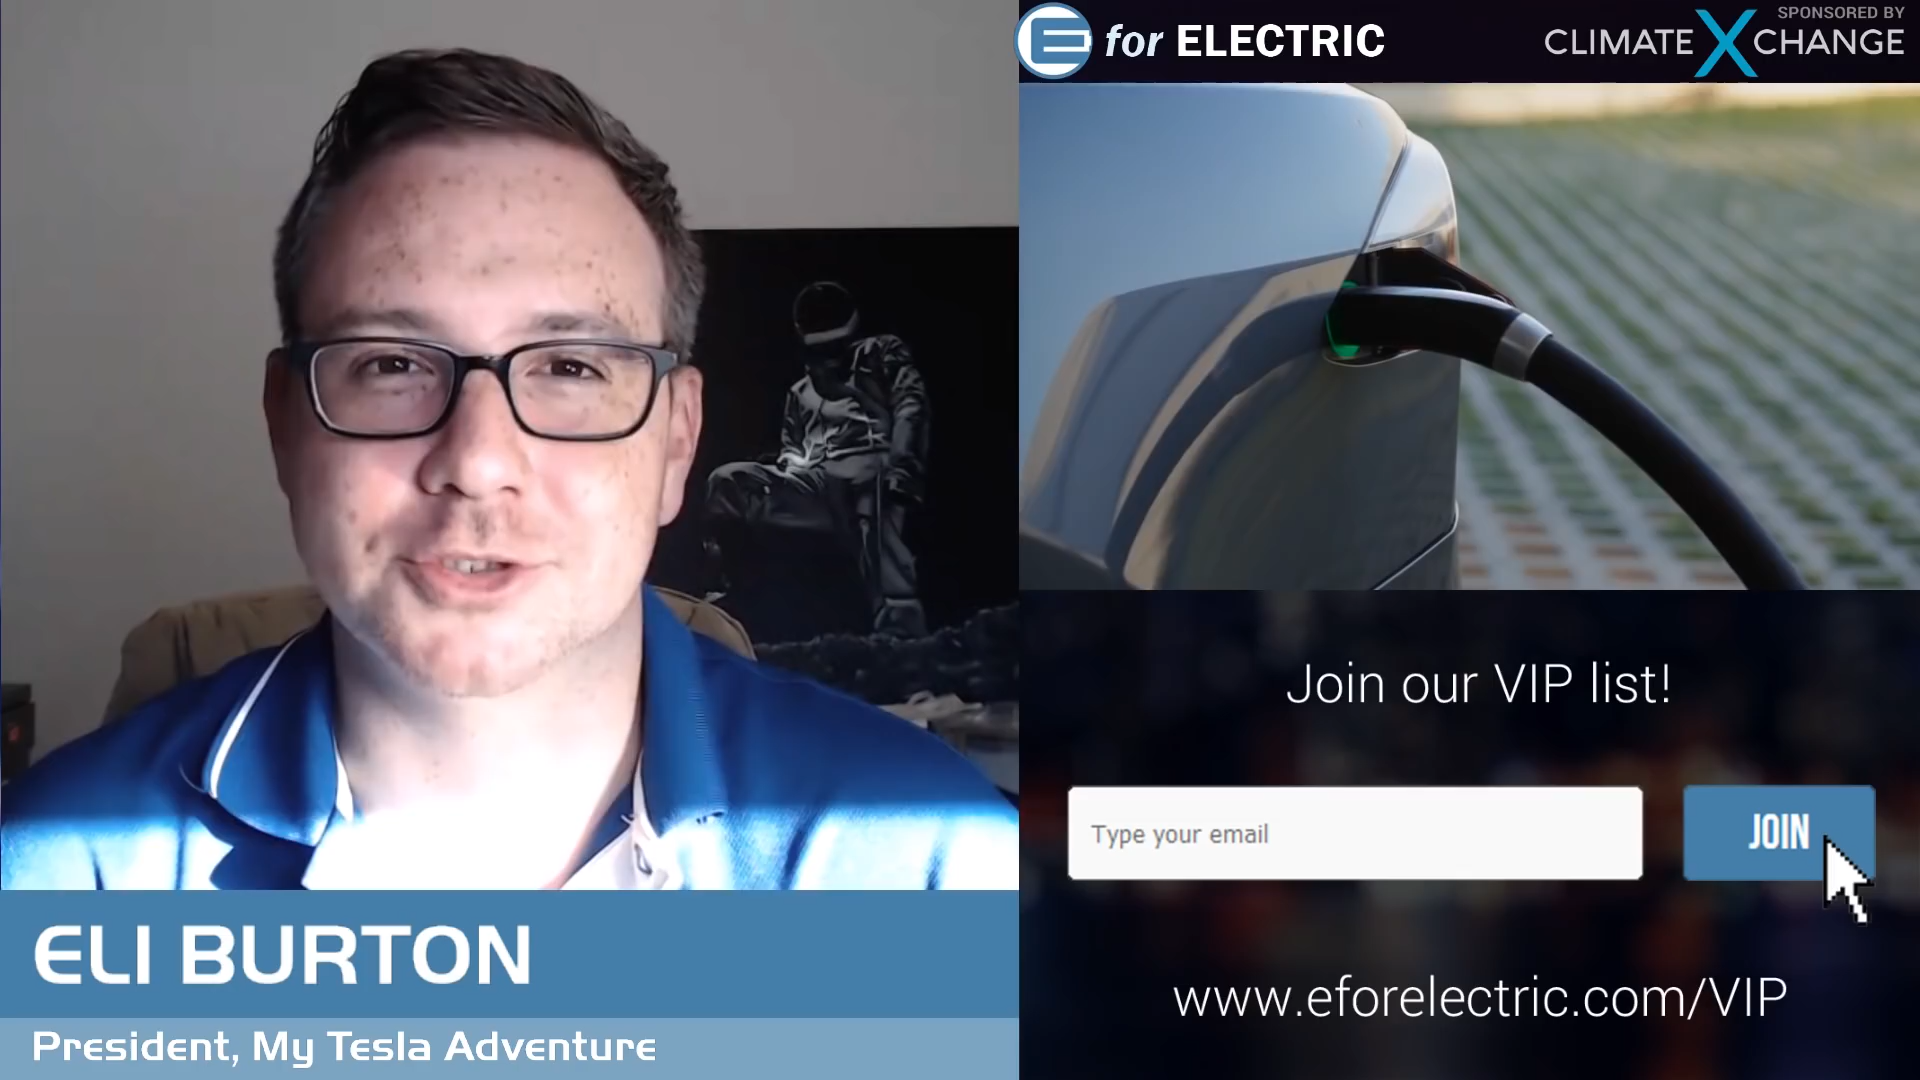 E for ELECTRIC
SPONSORED BY
CLIMATE XCHANGE
Join our VIP list!
Type your email
JOIN
www.eforelectric.com/VIP
ELI BURTON
President, My Tesla Adventure